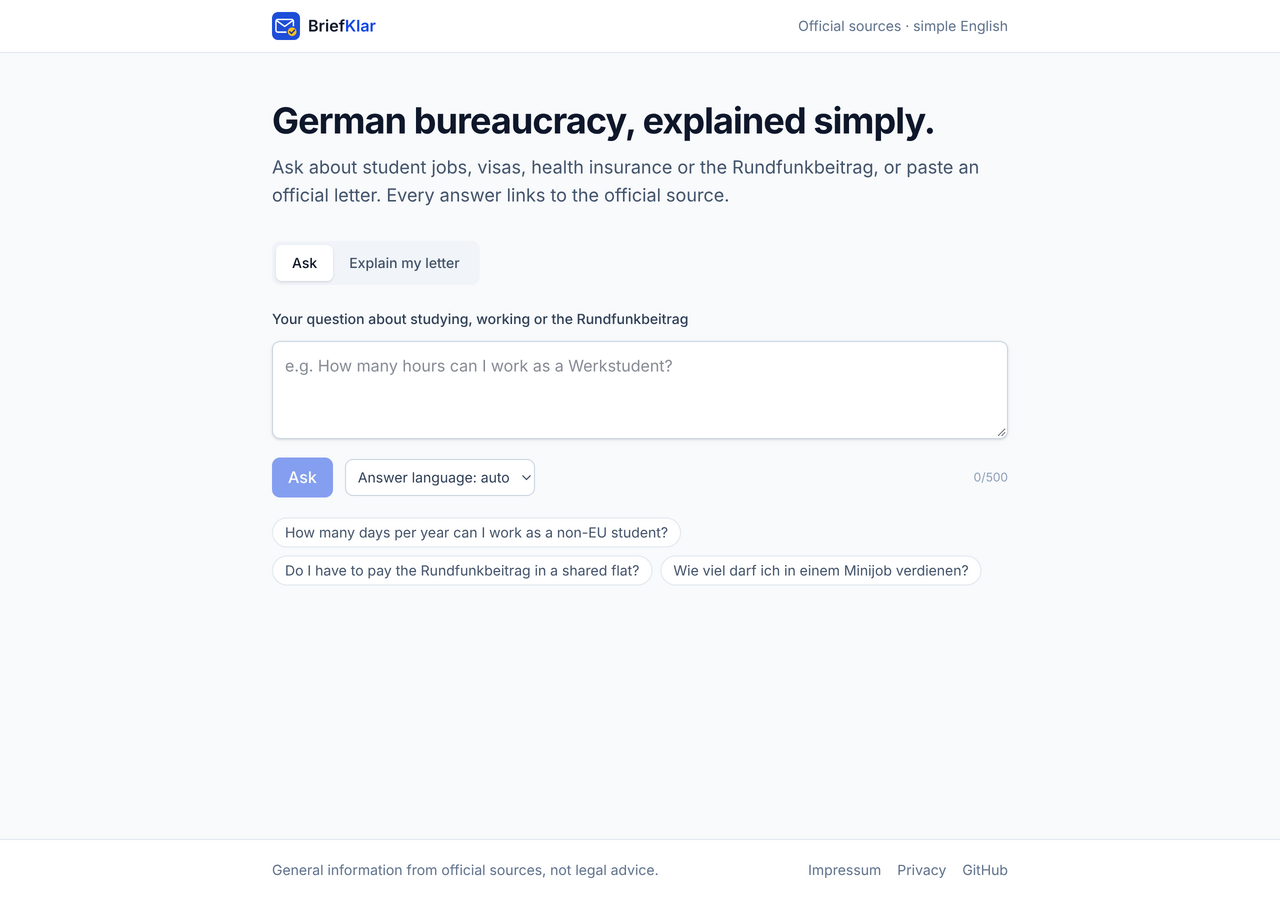 BriefKlar
Official sources · simple English
German bureaucracy, explained simply.
Ask about student jobs, visas, health insurance or the Rundfunkbeitrag, or paste an
official letter. Every answer links to the official source.
Ask
Explain my letter
Your question about studying, working or the Rundfunkbeitrag
e.g. How many hours can I work as a Werkstudent?
Ask
Answer language: auto
0/500
How many days per year can I work as a non-EU student?
Do I have to pay the Rundfunkbeitrag in a shared flat?
Wie viel darf ich in einem Minijob verdienen?
General information from official sources, not legal advice.
Impressum
Privacy
GitHub